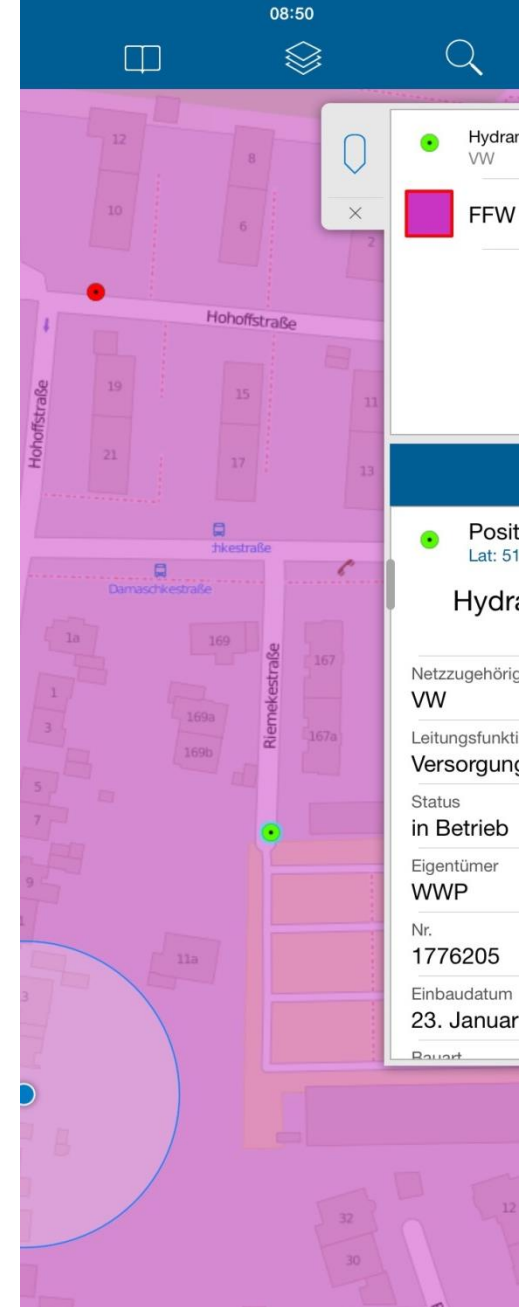 08:50
12
8
10
6
2
Hohoffstraße
Hohoffstraße
19
15
11
21
17
13
hkestraße
Damaschkestraße
1a
169
167
Riemekestraße
1
169a
3
167a
169b
5
7
9
11a
3
32
12
30
Hydran
VW
FFW
Posit
Lat: 51
Hydra
Netzzugehörig
VW
Leitungsfunkti
Versorgung
Status
in Betrieb
Eigentümer
WWP
Nr.
1776205
Einbaudatum
23. Januar
Bauart